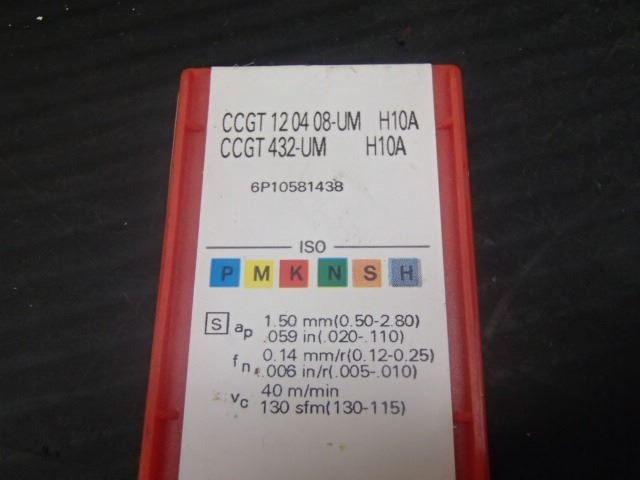 CCGT 12 04 08-UM H10A
CCGT 432-UM H10A
6P10581438
ISO
P M K N S H
S ap 1.50 mm(0.50-2.80)
.059 in(.020-.110)
fn 0.14 mm/r(0.12-0.25)
.006 in/r(.005-.010)
vc 40 m/min
130 sfm(130-115)